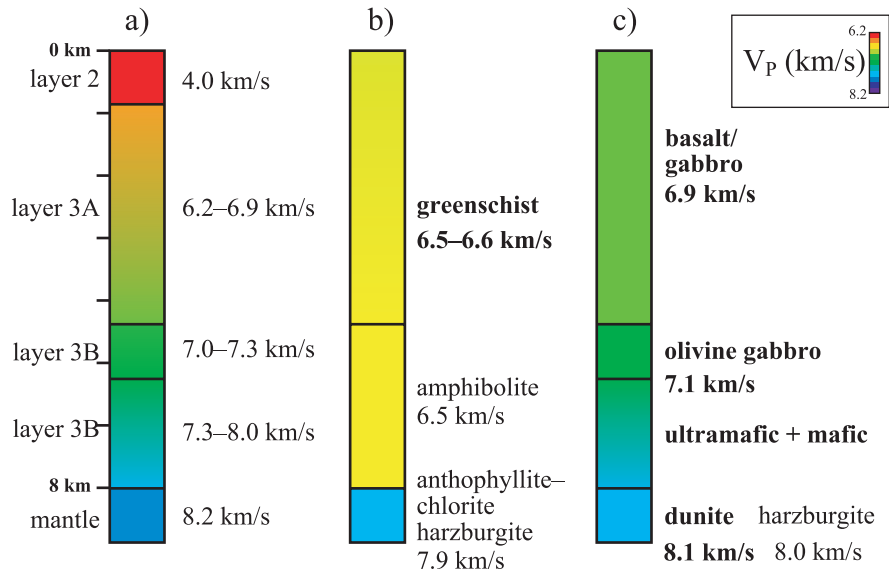 a)
b)
c)
6.2
V_P (km/s)
8.2
0 km
layer 2
4.0 km/s
layer 3A
6.2–6.9 km/s
layer 3B
7.0–7.3 km/s
layer 3B
7.3–8.0 km/s
8 km
mantle
8.2 km/s
greenschist
6.5–6.6 km/s
amphibolite
6.5 km/s
anthophyllite–
chlorite
harzburgite
7.9 km/s
basalt/
gabbro
6.9 km/s
olivine gabbro
7.1 km/s
ultramafic + mafic
dunite harzburgite
8.1 km/s 8.0 km/s